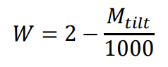 W = 2 − M_tilt / 1000